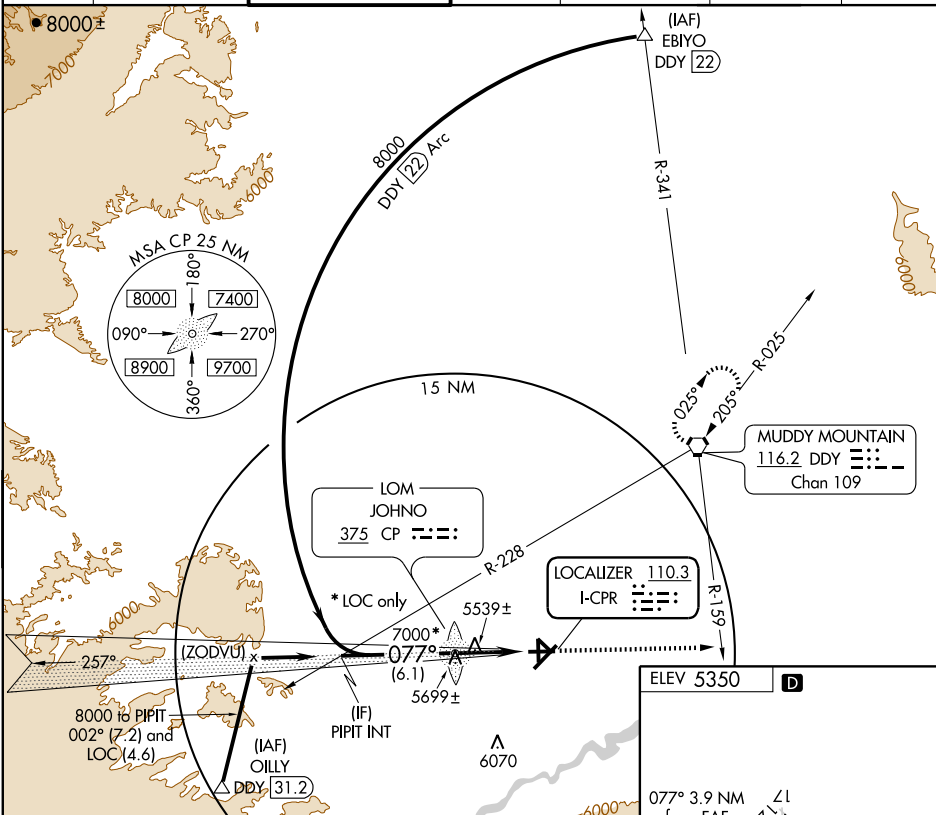 8000±
7000
(IAF)
EBIYO
DDY 22
8000
DDY 22 Arc
6000
R-341
6000
MSA CP 25 NM
180°
8000
7400
090°
270°
8900
9700
360°
15 NM
R-025
025°
205°
MUDDY MOUNTAIN
116.2 DDY
Chan 109
LOM
JOHNO
375 CP
R-228
LOCALIZER 110.3
I-CPR
R-159
6000
* LOC only
5539±
7000*
(ZODVU) x
077°
257°
(6.1)
5699±
8000 to PIPIT
002° (7.2) and
LOC (4.6)
(IF)
PIPIT INT
(IAF)
OILLY
DDY 31.2
6070
6000
ELEV 5350
D
077° 3.9 NM